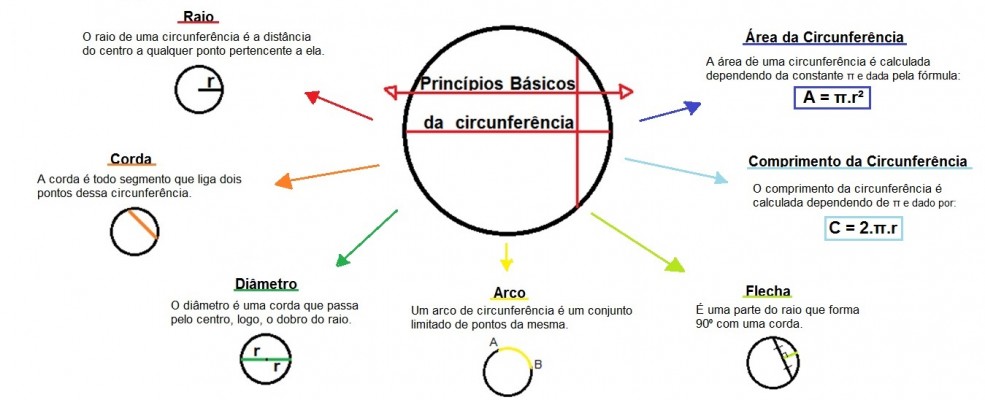 Princípios Básicos
da circunferência
Raio
O raio de uma circunferência é a distância
do centro a qualquer ponto pertencente a ela.
r
Corda
A corda é todo segmento que liga dois
pontos dessa circunferência.
Diâmetro
O diâmetro é uma corda que passa
pelo centro, logo, o dobro do raio.
r
r
Arco
Um arco de circunferência é um conjunto
limitado de pontos da mesma.
A
B
Flecha
É uma parte do raio que forma
90º com uma corda.
Comprimento da Circunferência
O comprimento da circunferência é
calculada dependendo de π e dado por:
C = 2.π.r
Área da Circunferência
A área de uma circunferência é calculada
dependendo da constante π e dada pela fórmula:
A = π.r²